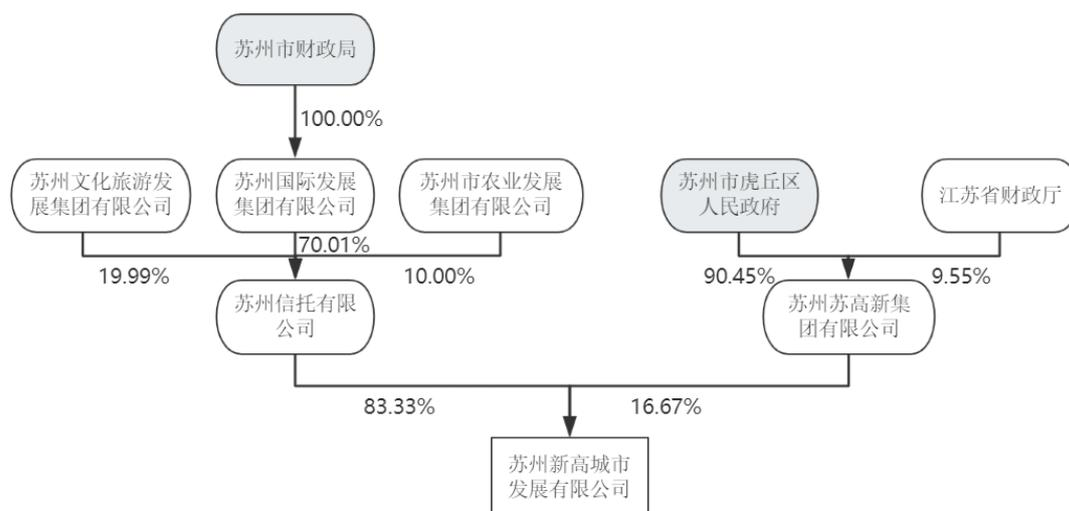 苏州市财政局
100.00%
苏州文化旅游发
展集团有限公司
苏州国际发展
集团有限公司
苏州市农业发展
集团有限公司
苏州市虎丘区
人民政府
江苏省财政厅
70.01%
19.99%
10.00%
90.45%
9.55%
苏州信托有限
公司
苏州苏高新集
团有限公司
83.33%
16.67%
苏州新高城市
发展有限公司